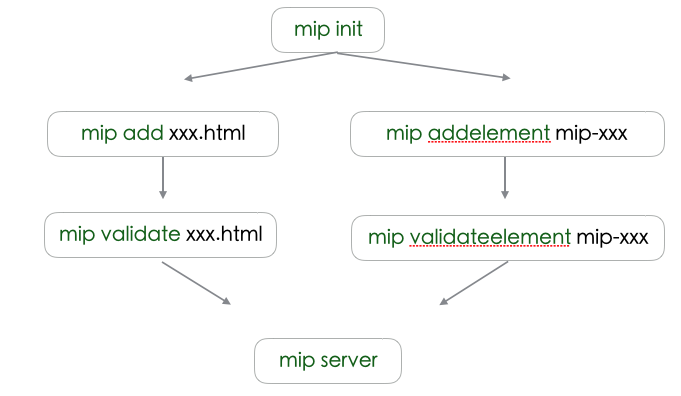 mip init
mip add xxx.html
mip addelement mip-xxx
mip validate xxx.html
mip validateelement mip-xxx
mip server